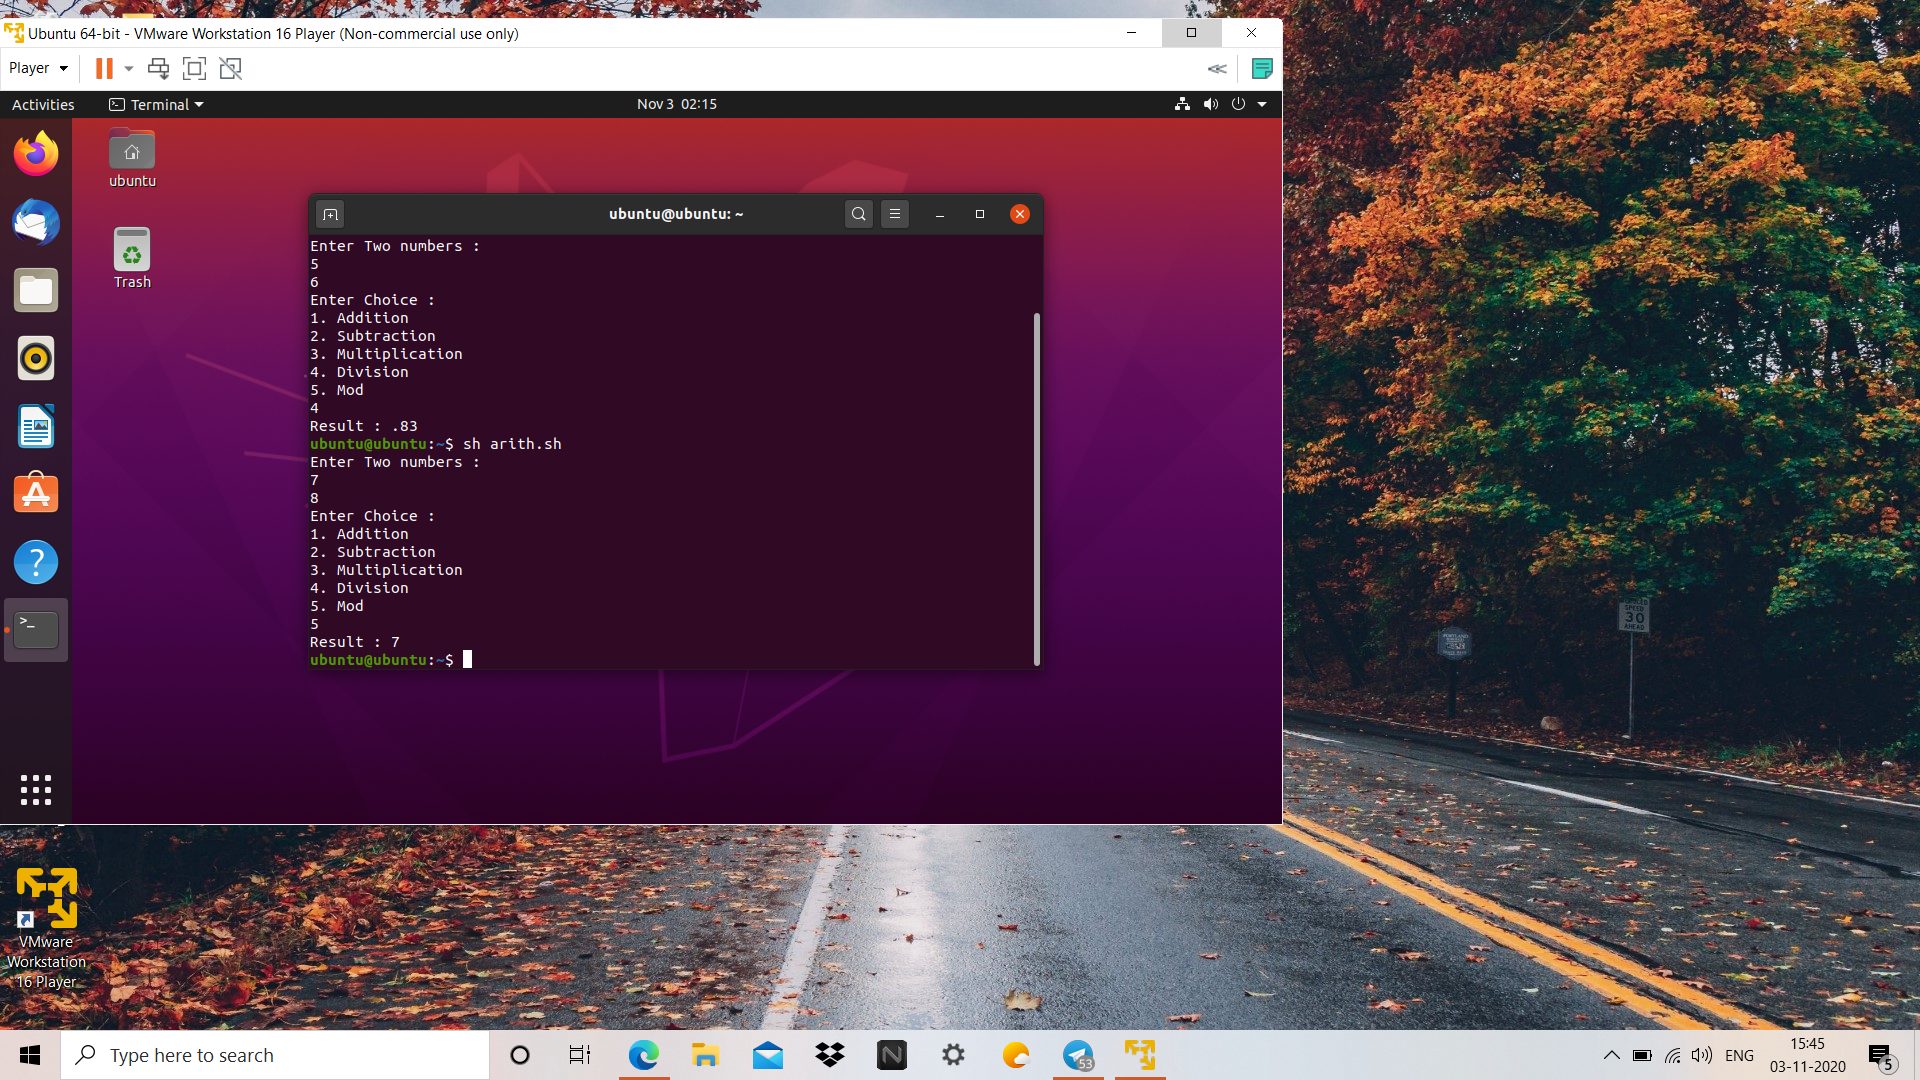 Ubuntu 64-bit - VMware Workstation 16 Player (Non-commercial use only)
Player
Activities
Terminal
Nov 3 02:15
ubuntu
Trash
ubuntu@ubuntu: ~
Enter Two numbers :
5
6
Enter Choice :
1. Addition
2. Subtraction
3. Multiplication
4. Division
5. Mod
4
Result : .83
ubuntu@ubuntu:~$ sh arith.sh
Enter Two numbers :
7
8
Enter Choice :
1. Addition
2. Subtraction
3. Multiplication
4. Division
5. Mod
5
Result : 7
ubuntu@ubuntu:~$
SPEED
30
AHEAD
VMware
Workstation
16 Player
Type here to search
53
ENG
15:45
03-11-2020
5